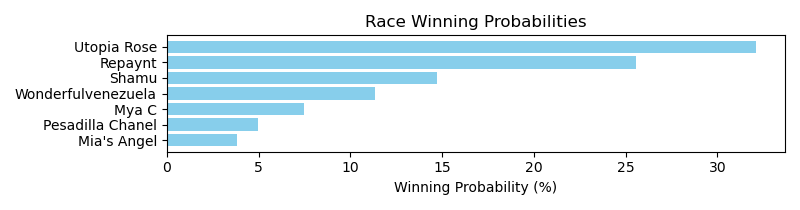 Race Winning Probabilities
Utopia Rose
Repaynt
Shamu
Wonderfulvenezuela
Mya C
Pesadilla Chanel
Mia's Angel
0 5 10 15 20 25 30
Winning Probability (%)